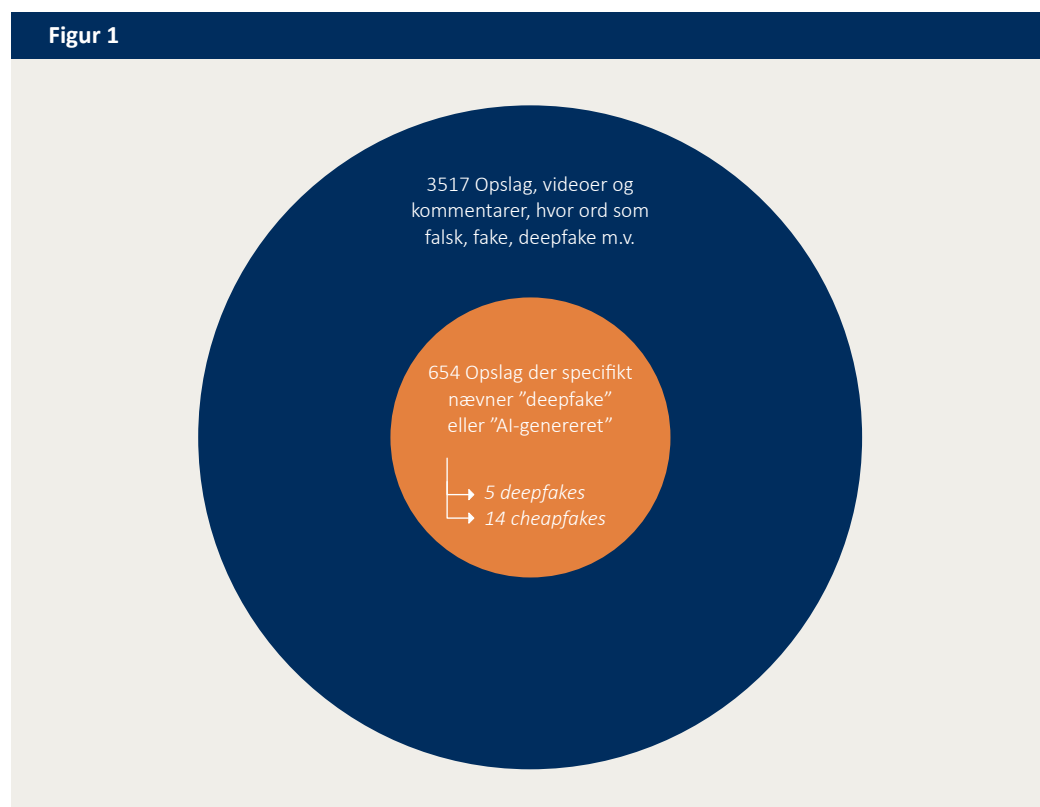 Figur 1
3517 Opslag, videoer og
kommentarer, hvor ord som
falsk, fake, deepfake m.v.
654 Opslag der specifikt
nævner ”deepfake”
eller ”AI-genereret”
5 deepfakes
14 cheapfakes